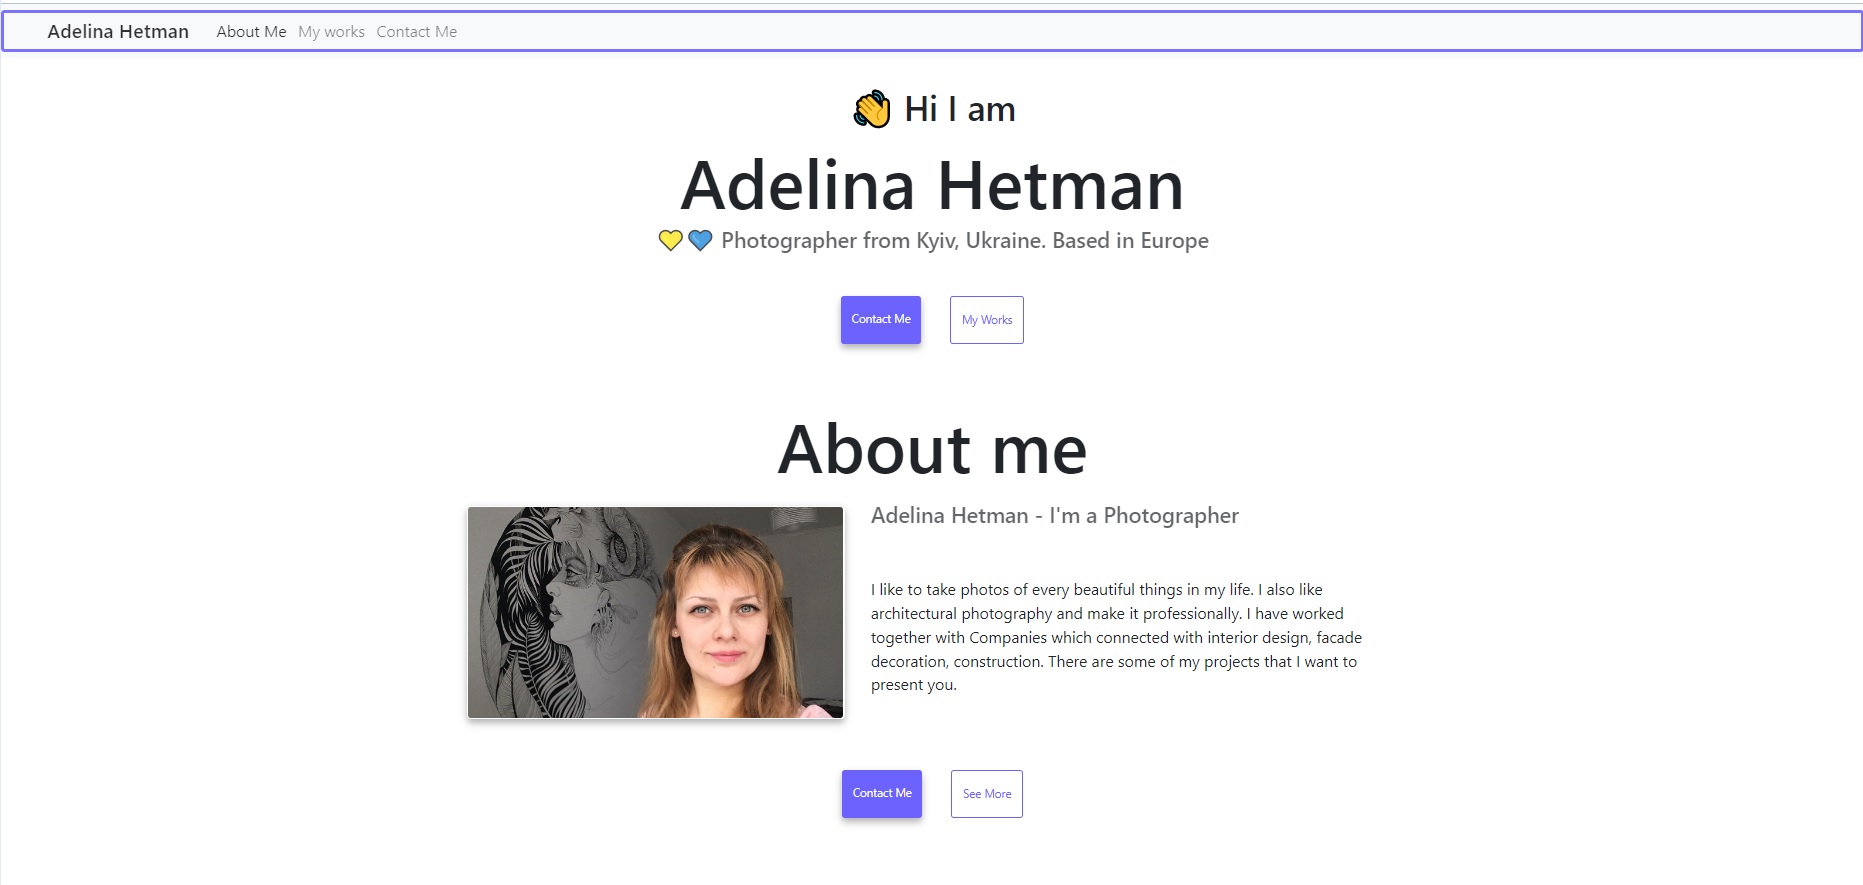 Adelina Hetman About Me My works Contact Me
👋 Hi I am
Adelina Hetman
💛💙 Photographer from Kyiv, Ukraine. Based in Europe
Contact Me My Works
About me
Adelina Hetman - I'm a Photographer
I like to take photos of every beautiful things in my life. I also like
architectural photography and make it professionally. I have worked
together with Companies which connected with interior design, facade
decoration, construction. There are some of my projects that I want to
present you.
Contact Me See More